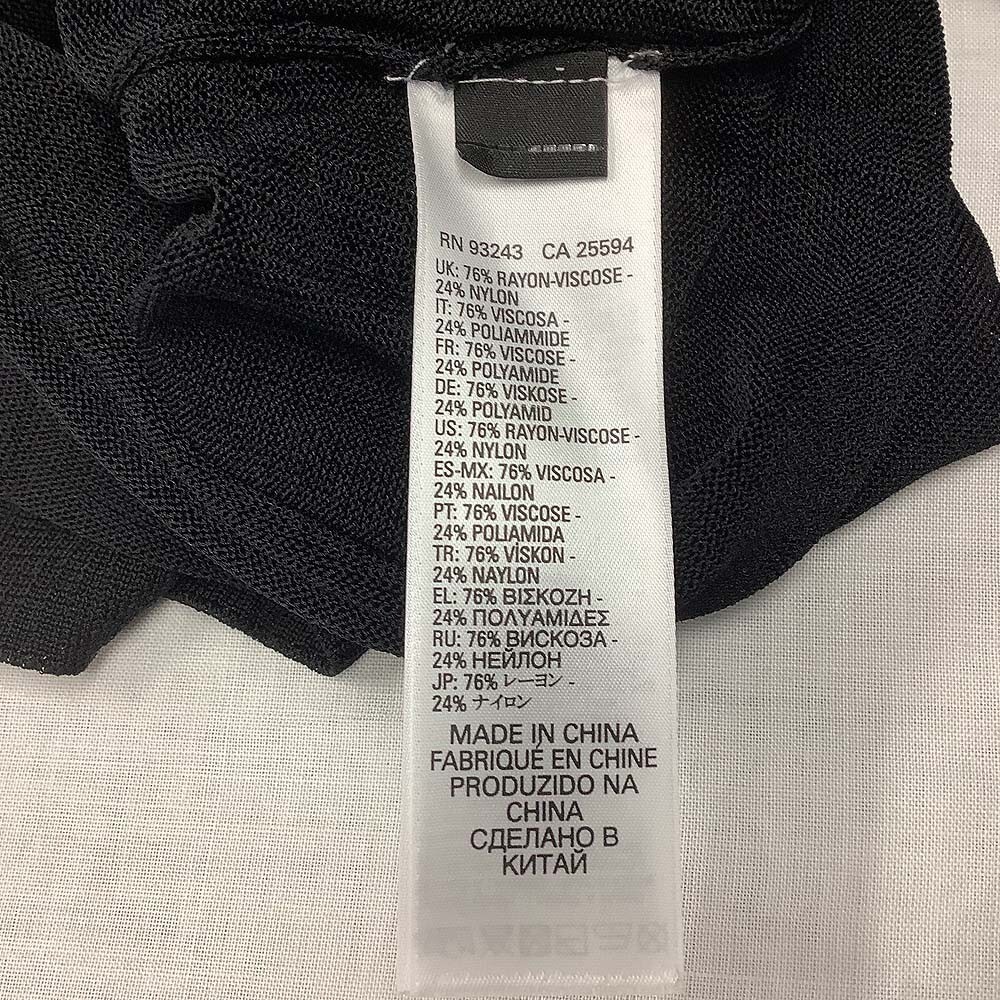 RN 93243 CA 25594
UK: 76% RAYON-VISCOSE -
24% NYLON
IT: 76% VISCOSA -
24% POLIAMMIDE
FR: 76% VISCOSE -
24% POLYAMIDE
DE: 76% VISKOSE -
24% POLYAMID
US: 76% RAYON-VISCOSE -
24% NYLON
ES-MX: 76% VISCOSA -
24% NAILON
PT: 76% VISCOSE -
24% POLIAMIDA
TR: 76% VİSKON -
24% NAYLON
EL: 76% ΒΙΣΚΟΖΗ -
24% ΠΟΛΥΑΜΙΔΕΣ
RU: 76% ВИСКОЗА -
24% НЕЙЛОН
JP: 76% レーヨン -
24% ナイロン
MADE IN CHINA
FABRIQUÉ EN CHINE
PRODUZIDO NA
CHINA
СДЕЛАНО В
КИТАЙ